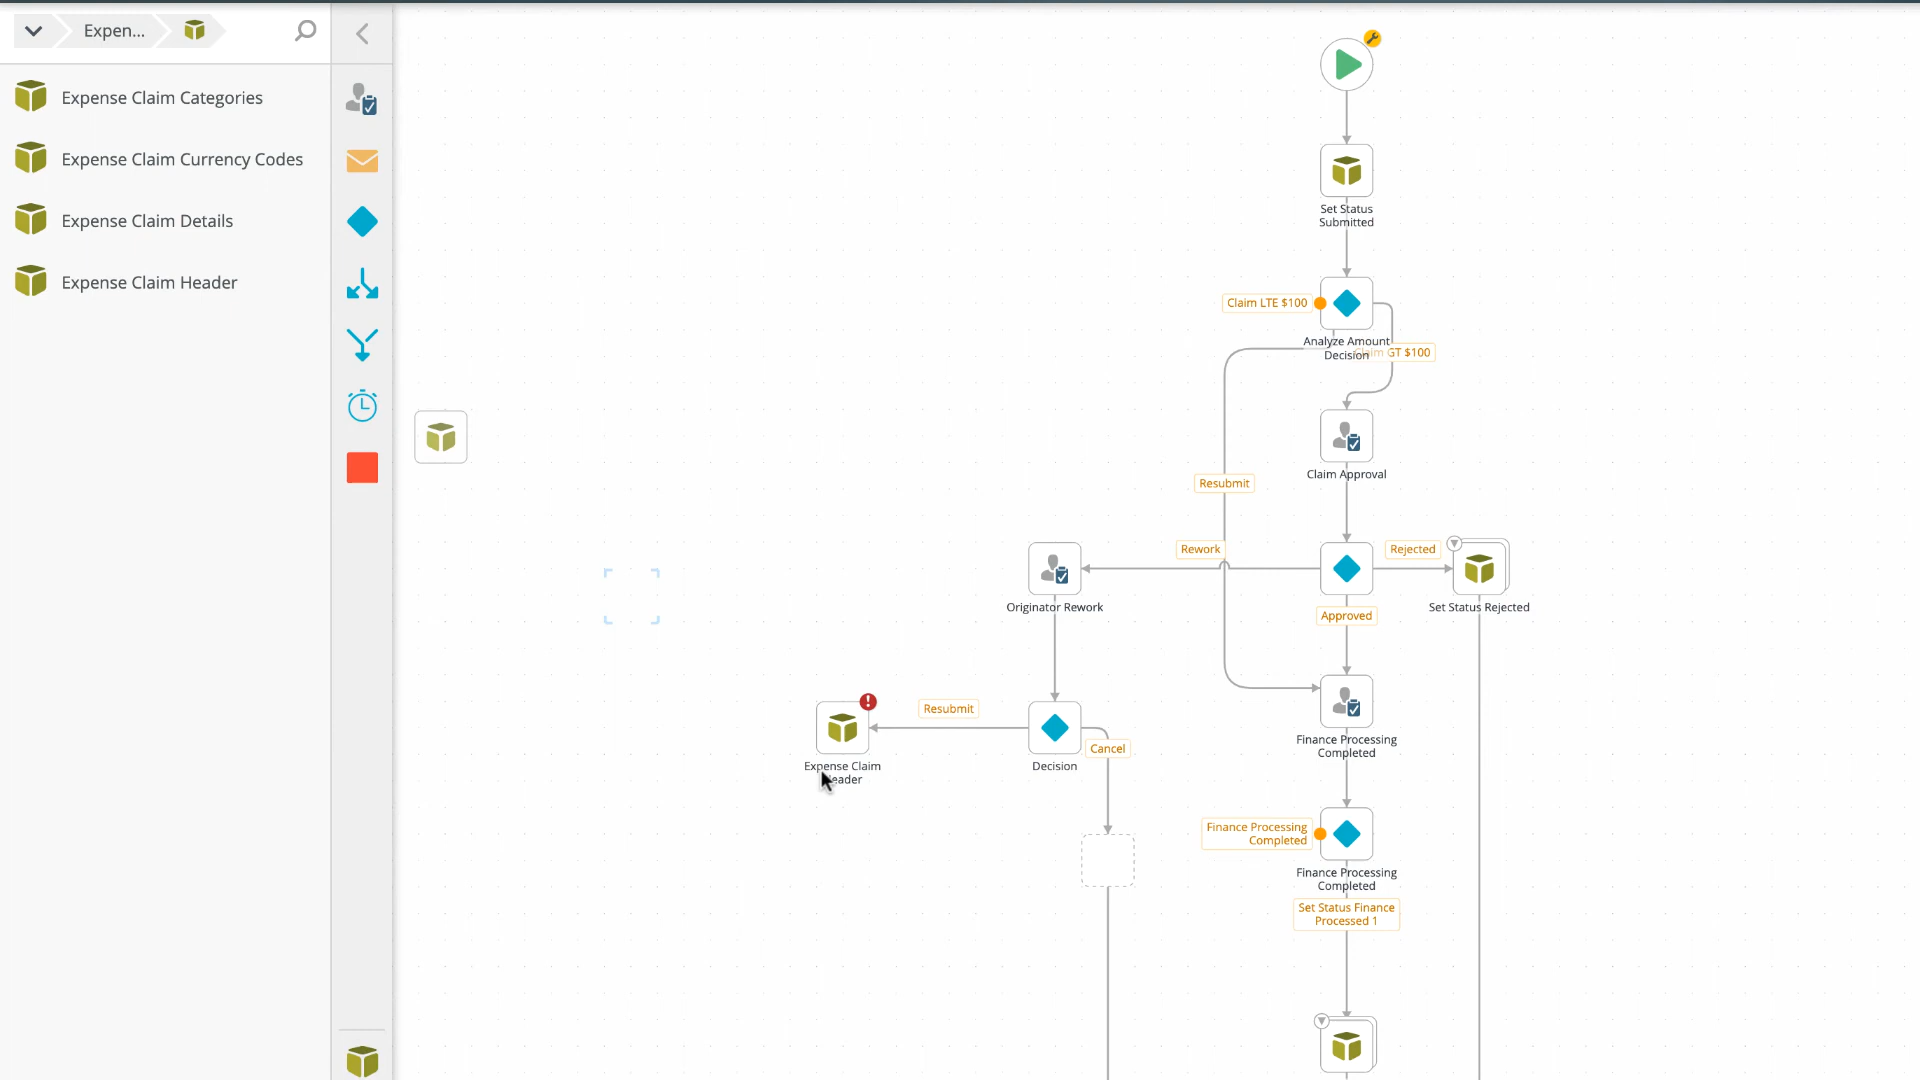 Expen...
Expense Claim Categories
Expense Claim Currency Codes
Expense Claim Details
Expense Claim Header
Set Status
Submitted
Claim LTE $100
Analyze Amount
Decision
GT $100
Claim Approval
Resubmit
Rework
Rejected
Originator Rework
Set Status Rejected
Approved
Resubmit
Cancel
Expense Claim
Decision
Finance Processing
Completed
Finance Processing
Completed
Finance Processing
Completed
Set Status Finance
Processed 1